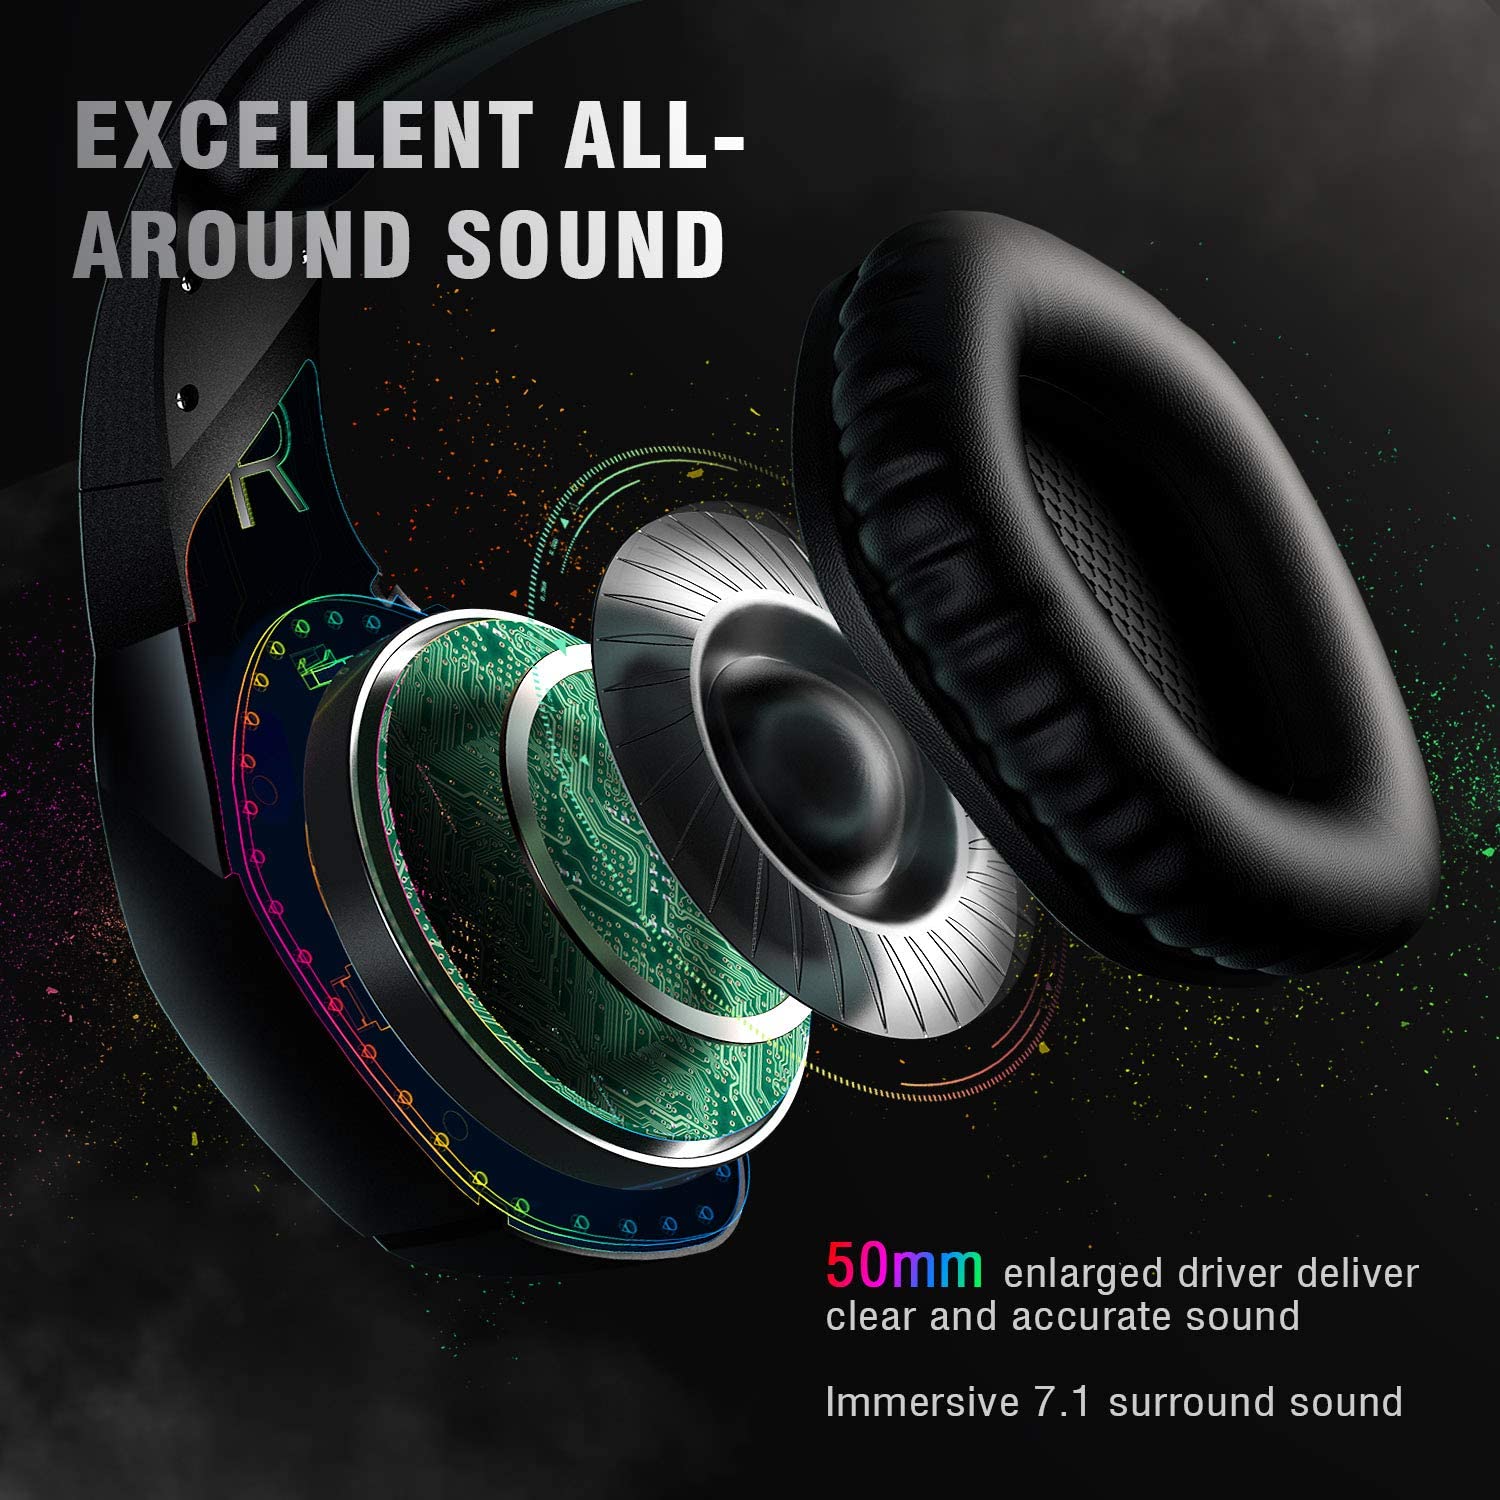 EXCELLENT ALL-
AROUND SOUND
R
50mm enlarged driver deliver
clear and accurate sound
Immersive 7.1 surround sound